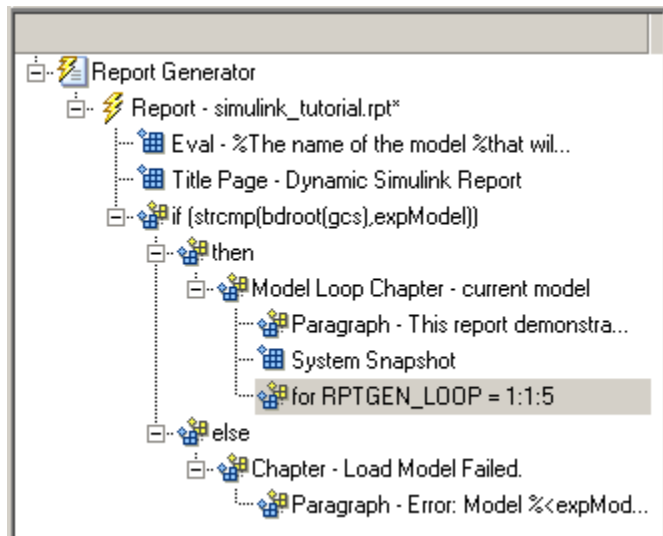 Report Generator
Report - simulink_tutorial.rpt*
Eval - %The name of the model %that wil...
Title Page - Dynamic Simulink Report
if (strcmp(bdroot(gcs),expModel))
then
Model Loop Chapter - current model
Paragraph - This report demonstra...
System Snapshot
for RPTGEN_LOOP = 1:1:5
else
Chapter - Load Model Failed.
Paragraph - Error: Model %<expMod...